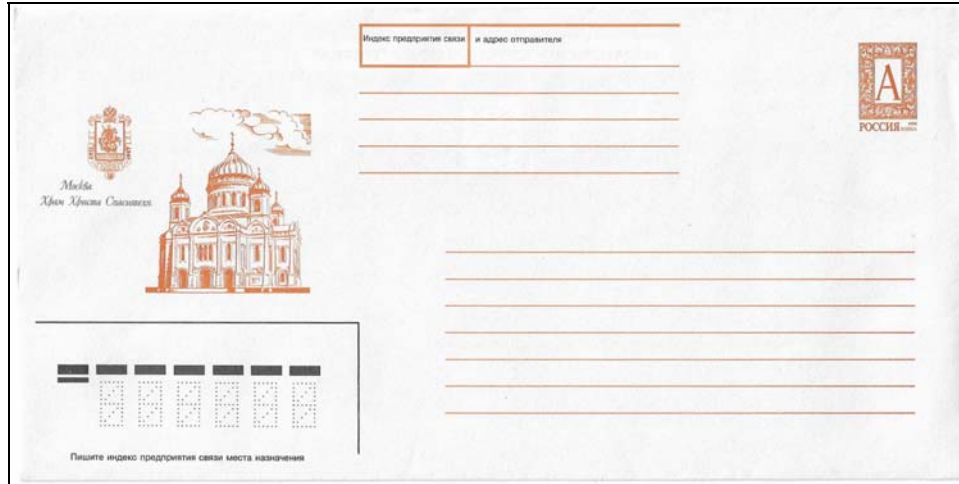 Индекс предприятия связи и адрес отправителя
А
РОССИЯ
Москва
Храм Христа Спасителя
Пишите индекс предприятия связи места назначения